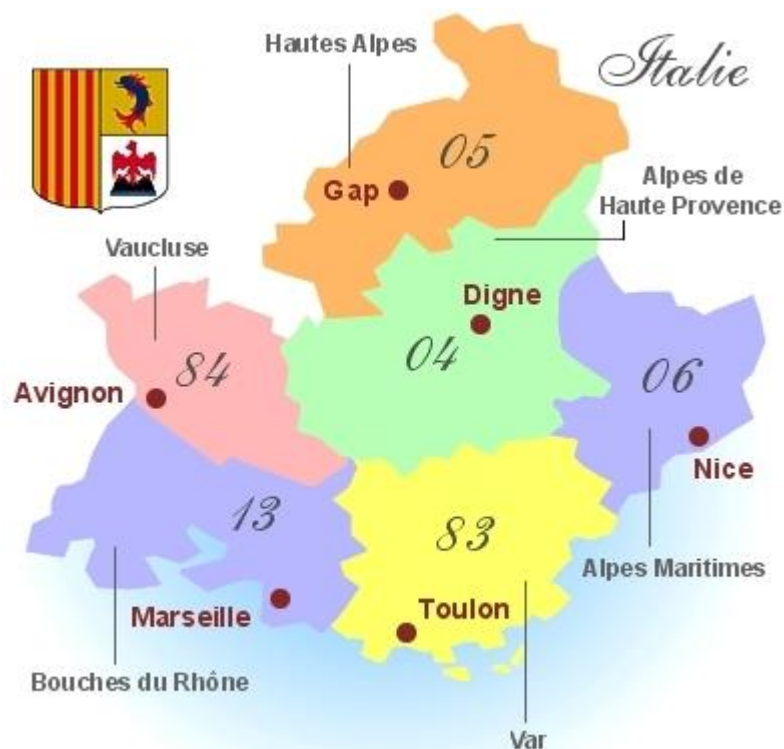 Hautes Alpes
Italie
05
Gap
Alpes de
Haute Provence
Vaucluse
Digne
84
04
06
Avignon
Nice
13
83
Alpes Maritimes
Marseille
Toulon
Bouches du Rhône
Var